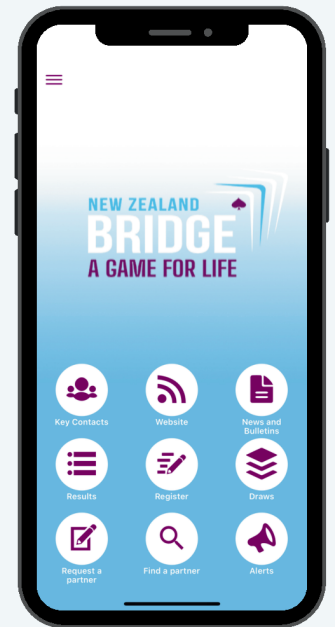 NEW ZEALAND
BRIDGE
A GAME FOR LIFE
Key Contacts
Website
News and
Bulletins
Results
Register
Draws
Request a
partner
Find a partner
Alerts